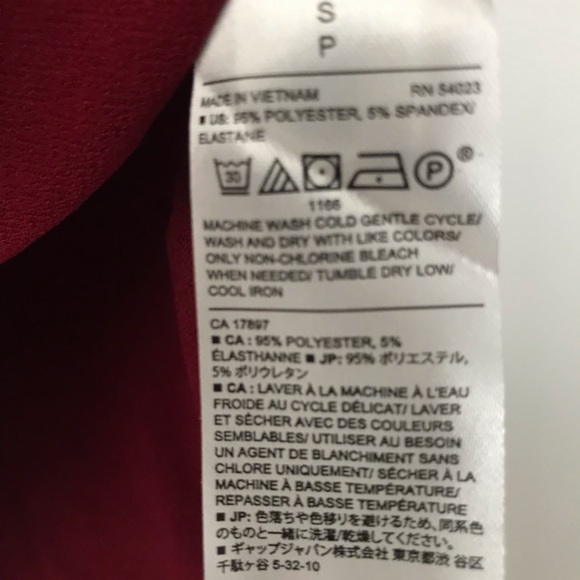 S
P
MADE IN VIETNAM RN 54023
■ US: 95% POLYESTER, 5% SPANDEX/
ELASTANE
30 P ®
1166
MACHINE WASH COLD GENTLE CYCLE/
WASH AND DRY WITH LIKE COLORS/
ONLY NON-CHLORINE BLEACH
WHEN NEEDED/ TUMBLE DRY LOW/
COOL IRON
CA 17897
■ CA : 95% POLYESTER, 5%
ÉLASTHANNE ■ JP: 95% ポリエステル,
5% ポリウレタン
■ CA : LAVER À LA MACHINE À L'EAU
FROIDE AU CYCLE DÉLICAT/ LAVER
ET SÉCHER AVEC DES COULEURS
SEMBLABLES/ UTILISER AU BESOIN
UN AGENT DE BLANCHIMENT SANS
CHLORE UNIQUEMENT/ SÉCHER À LA
MACHINE À BASSE TEMPÉRATURE/
REPASSER À BASSE TEMPÉRATURE
■ JP: 色落ちや色移りを避けるため、同系色
のものと一緒に洗濯/乾燥してください。
■ ギャップジャパン株式会社 東京都渋 谷区
千駄ヶ谷 5-32-10